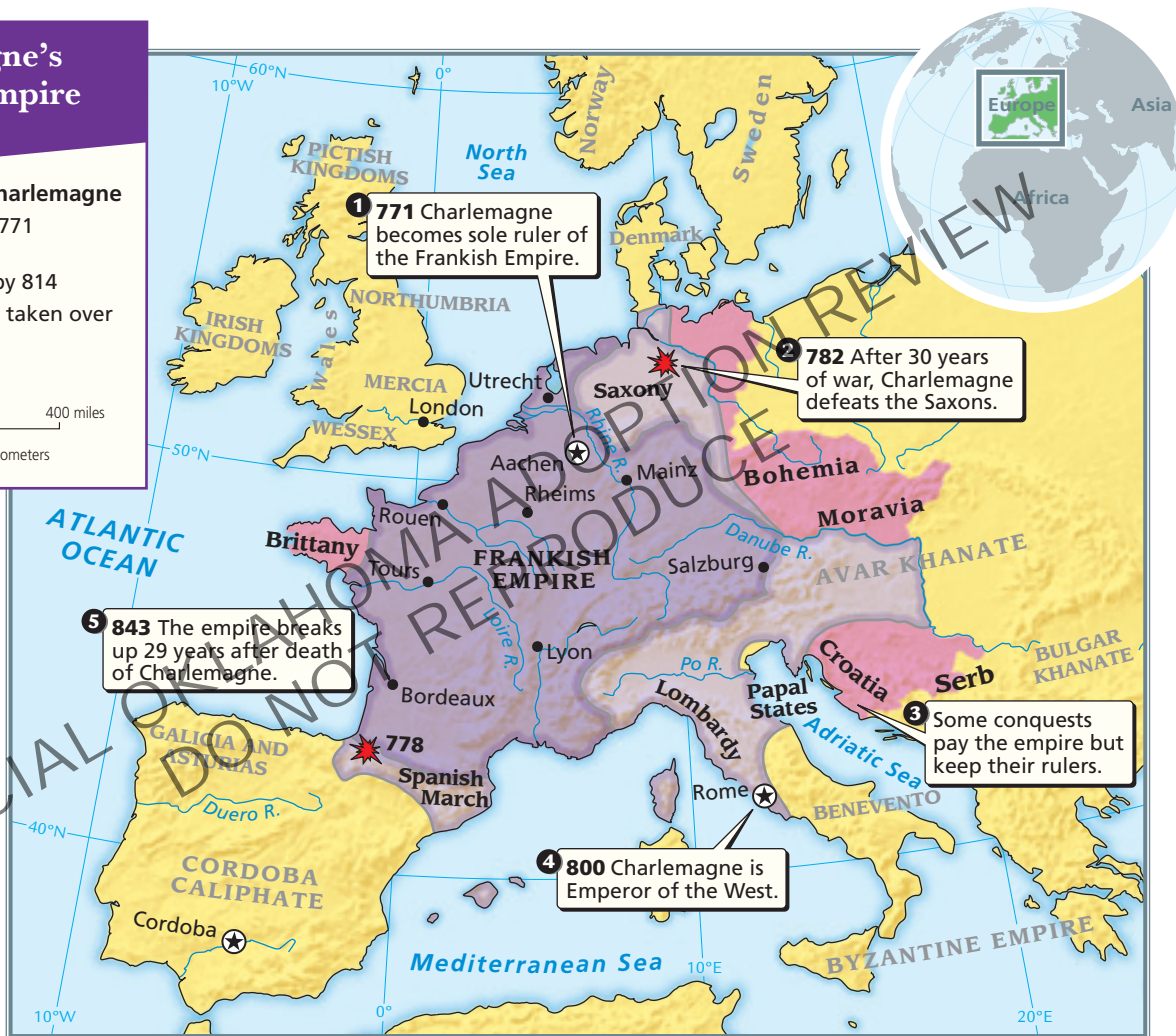 gne's
mpire
harlemagne
771
by 814
taken over
400 miles
ometers
60°N
10°W
0°
Norway
Sweden
North
Sea
PICTISH
KINGDOMS
1 771 Charlemagne
becomes sole ruler of
the Frankish Empire.
Denmark
Europe
Asia
Africa
NORTHUMBRIA
IRISH
KINGDOMS
Wales
MERCIA
Utrecht
London
WESSEX
Saxony
2 782 After 30 years
of war, Charlemagne
defeats the Saxons.
50°N
Rhine R.
Aachen
Mainz
Rheims
Rouen
Bohemia
Moravia
ATLANTIC
OCEAN
Brittany
Tours
FRANKISH
EMPIRE
Danube R.
Salzburg
AVAR KHANATE
5 843 The empire breaks
up 29 years after death
of Charlemagne.
Loire R.
Lyon
Po R.
Bordeaux
Lombardy
Papal
States
Croatia
Serb
BULGAR
KHANATE
Adriatic Sea
3 Some conquests
pay the empire but
keep their rulers.
GALICIA AND
ASTURIAS
778
Spanish
March
Duero R.
Rome
BENEVENTO
40°N
4 800 Charlemagne is
Emperor of the West.
CORDOBA
CALIPHATE
Cordoba
Mediterranean Sea
BYZANTINE EMPIRE
10°W
0°
10°E
20°E
CIAL OKLAHOMA ADOPTION REVIEW
DO NOT REPRODUCE